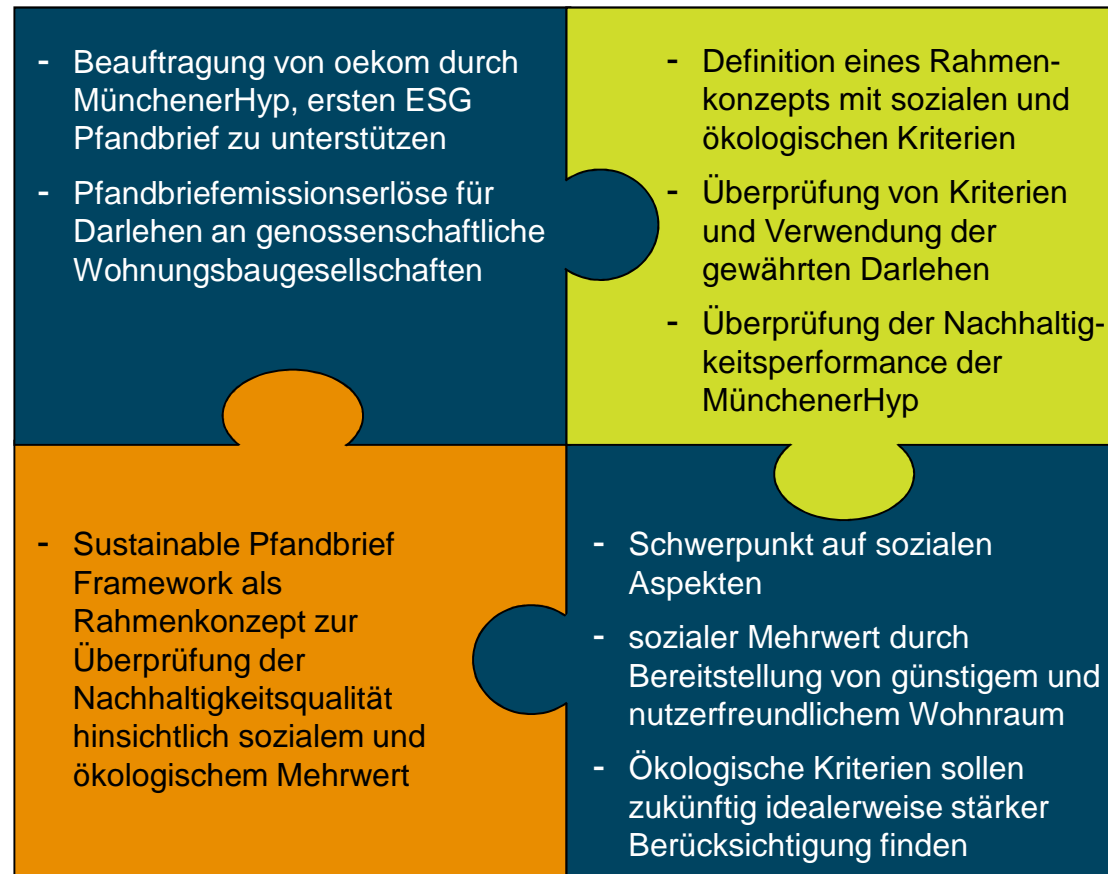 - Beauftragung von oekom durch
MünchenerHyp, ersten ESG
Pfandbrief zu unterstützen
- Pfandbriefemissionserlöse für
Darlehen an genossenschaftliche
Wohnungsbaugesellschaften
- Definition eines Rahmen-
konzepts mit sozialen und
ökologischen Kriterien
- Überprüfung von Kriterien
und Verwendung der
gewährten Darlehen
- Überprüfung der Nachhaltig-
keitsperformance der
MünchenerHyp
- Sustainable Pfandbrief
Framework als
Rahmenkonzept zur
Überprüfung der
Nachhaltigkeitsqualität
hinsichtlich sozialem und
ökologischem Mehrwert
- Schwerpunkt auf sozialen
Aspekten
- sozialer Mehrwert durch
Bereitstellung von günstigem und
nutzerfreundlichem Wohnraum
- Ökologische Kriterien sollen
zukünftig idealerweise stärker
Berücksichtigung finden